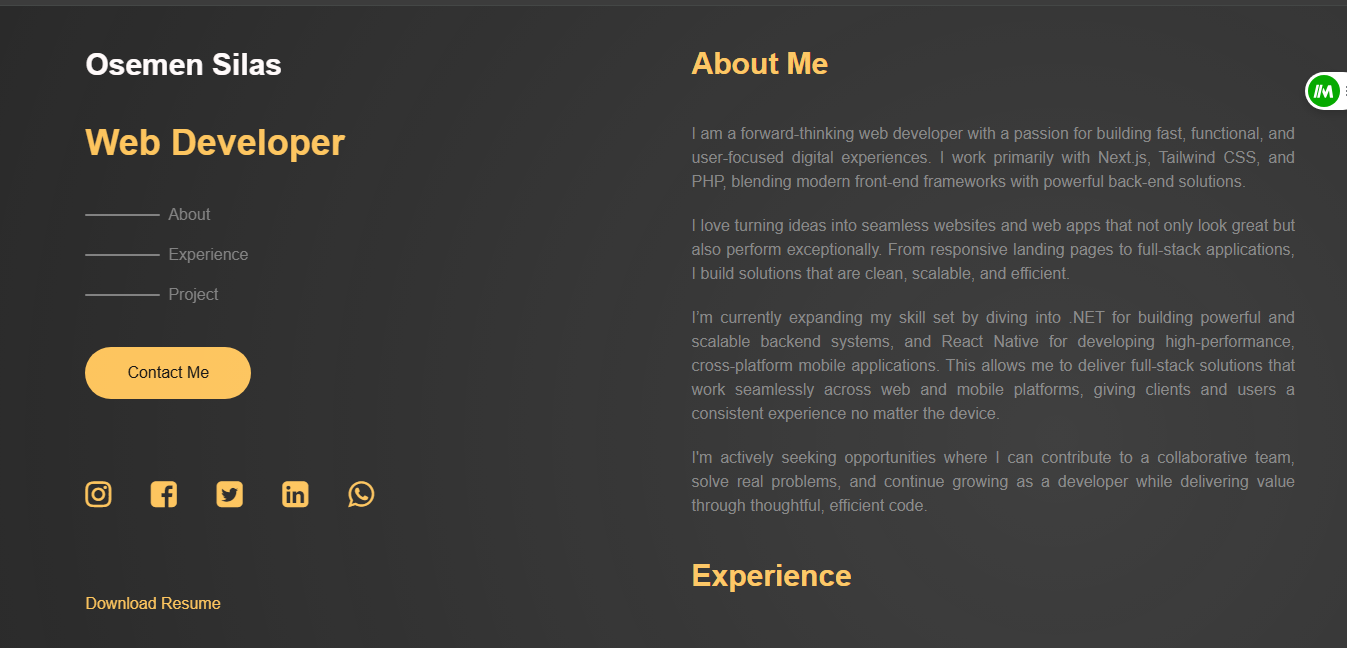 Osemen Silas
Web Developer
About
Experience
Project
Contact Me
Download Resume
About Me
I am a forward-thinking web developer with a passion for building fast, functional, and
user-focused digital experiences. I work primarily with Next.js, Tailwind CSS, and
PHP, blending modern front-end frameworks with powerful back-end solutions.
I love turning ideas into seamless websites and web apps that not only look great but
also perform exceptionally. From responsive landing pages to full-stack applications,
I build solutions that are clean, scalable, and efficient.
I’m currently expanding my skill set by diving into .NET for building powerful and
scalable backend systems, and React Native for developing high-performance,
cross-platform mobile applications. This allows me to deliver full-stack solutions that
work seamlessly across web and mobile platforms, giving clients and users a
consistent experience no matter the device.
I'm actively seeking opportunities where I can contribute to a collaborative team,
solve real problems, and continue growing as a developer while delivering value
through thoughtful, efficient code.
Experience